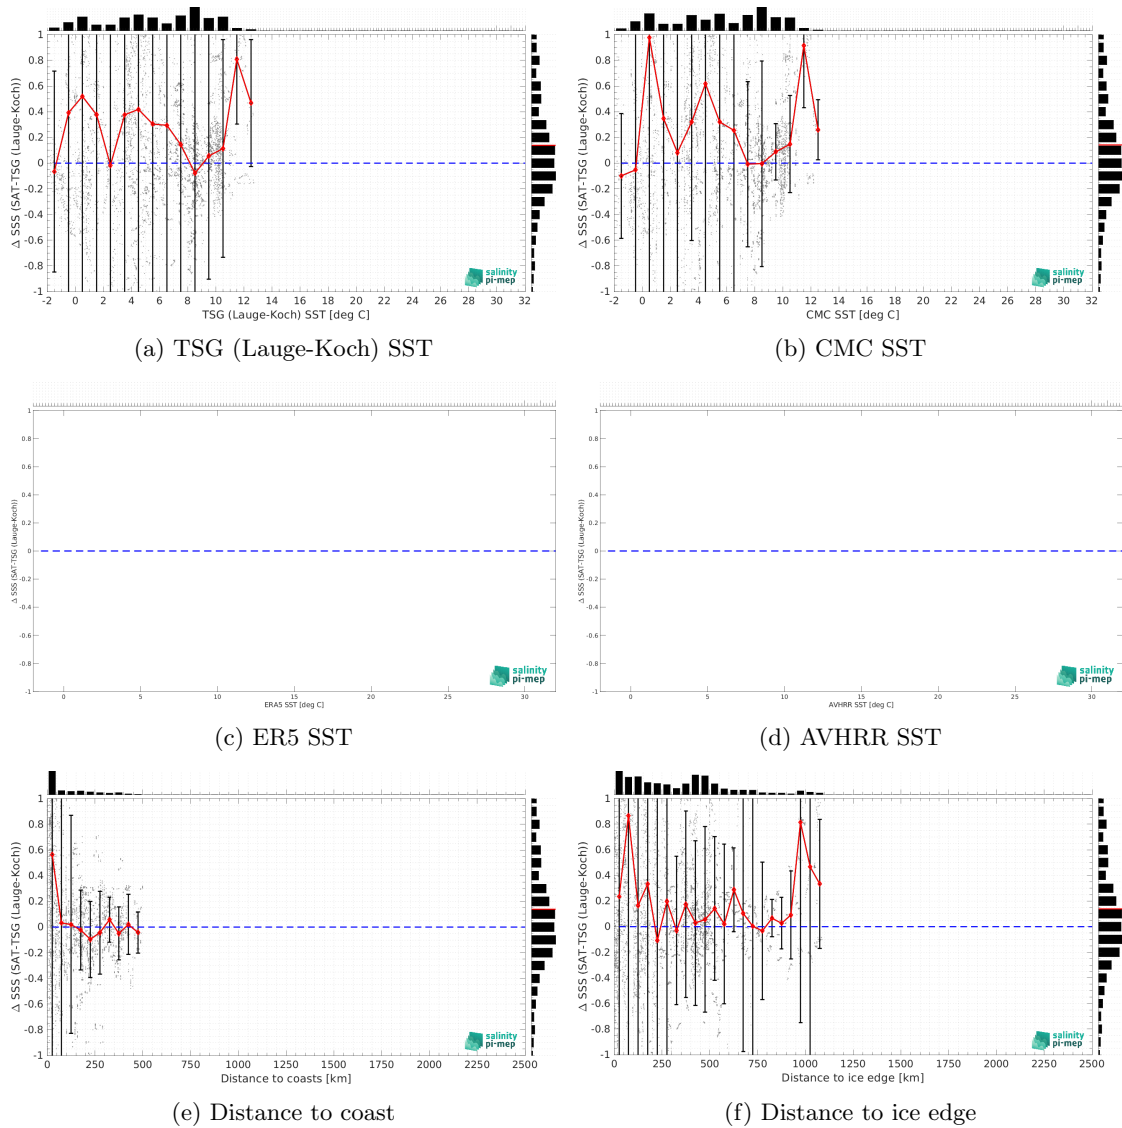 1
0.8
0.6
0.4
0.2
0
-0.2
-0.4
-0.6
-0.8
-1
Δ SSS (SAT-TSG (Lauge-Koch))
salinity
pi-mep
-2 0 2 4 6 8 10 12 14 16 18 20 22 24 26 28 30 32
TSG (Lauge-Koch) SST [deg C]
(a) TSG (Lauge-Koch) SST
1
0.8
0.6
0.4
0.2
0
-0.2
-0.4
-0.6
-0.8
-1
Δ SSS (SAT-TSG (Lauge-Koch))
salinity
pi-mep
-2 0 2 4 6 8 10 12 14 16 18 20 22 24 26 28 30 32
CMC SST [deg C]
(b) CMC SST
1
0.8
0.6
0.4
0.2
0
-0.2
-0.4
-0.6
-0.8
-1
Δ SSS (SAT-TSG (Lauge-Koch))
salinity
pi-mep
0 5 10 15 20 25 30
ERA5 SST [deg C]
(c) ER5 SST
1
0.8
0.6
0.4
0.2
0
-0.2
-0.4
-0.6
-0.8
-1
Δ SSS (SAT-TSG (Lauge-Koch))
salinity
pi-mep
0 5 10 15 20 25 30
AVHRR SST [deg C]
(d) AVHRR SST
1
0.8
0.6
0.4
0.2
0
-0.2
-0.4
-0.6
-0.8
-1
Δ SSS (SAT-TSG (Lauge-Koch))
salinity
pi-mep
0 250 500 750 1000 1250 1500 1750 2000 2250 2500
Distance to coasts [km]
(e) Distance to coast
1
0.8
0.6
0.4
0.2
0
-0.2
-0.4
-0.6
-0.8
-1
Δ SSS (SAT-TSG (Lauge-Koch))
salinity
pi-mep
0 250 500 750 1000 1250 1500 1750 2000 2250 2500
Distance to ice edge [km]
(f) Distance to ice edge